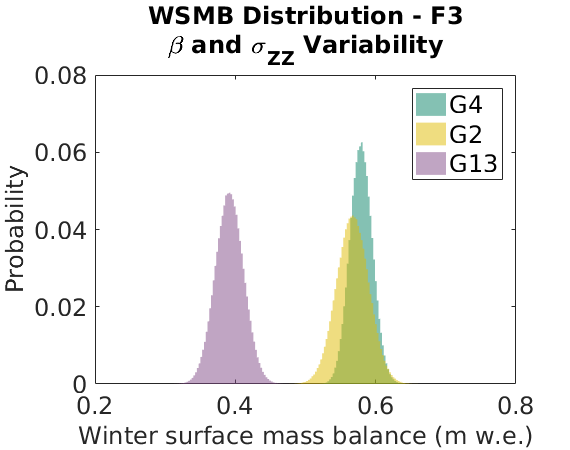 WSMB Distribution - F3
β and σZZ Variability
0.08
0.06
0.04
0.02
0
Probability
G4
G2
G13
0.2 0.4 0.6 0.8
Winter surface mass balance (m w.e.)